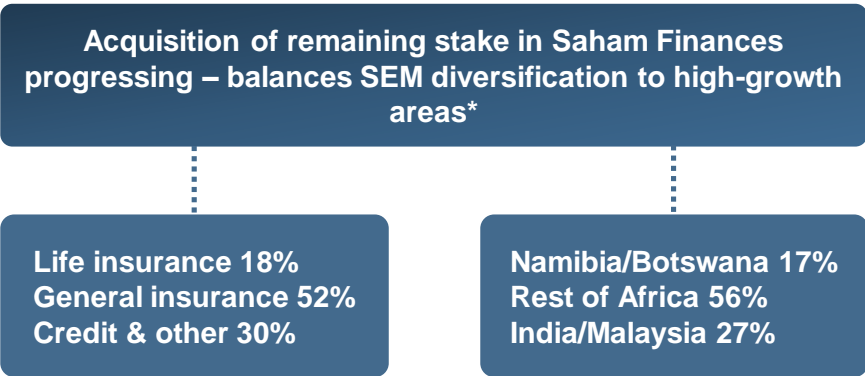 Acquisition of remaining stake in Saham Finances
progressing – balances SEM diversification to high-growth
areas*
Life insurance 18%
General insurance 52%
Credit & other 30%
Namibia/Botswana 17%
Rest of Africa 56%
India/Malaysia 27%